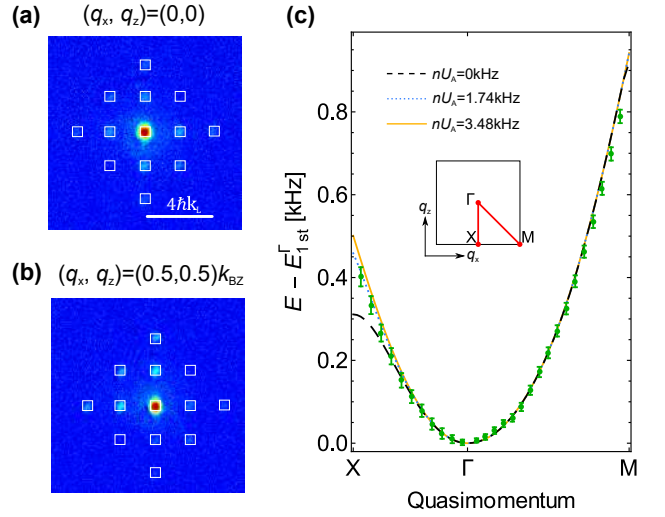 (a)
(qx, qz)=(0,0)
4ħkL
(b)
(qx, qz)=(0.5,0.5)kBZ
(c)
nUA=0kHz
nUA=1.74kHz
nUA=3.48kHz
Γ
X
M
qz
qx
E − E1stΓ [kHz]
0.8
0.6
0.4
0.2
0.0
X
Γ
M
Quasimomentum